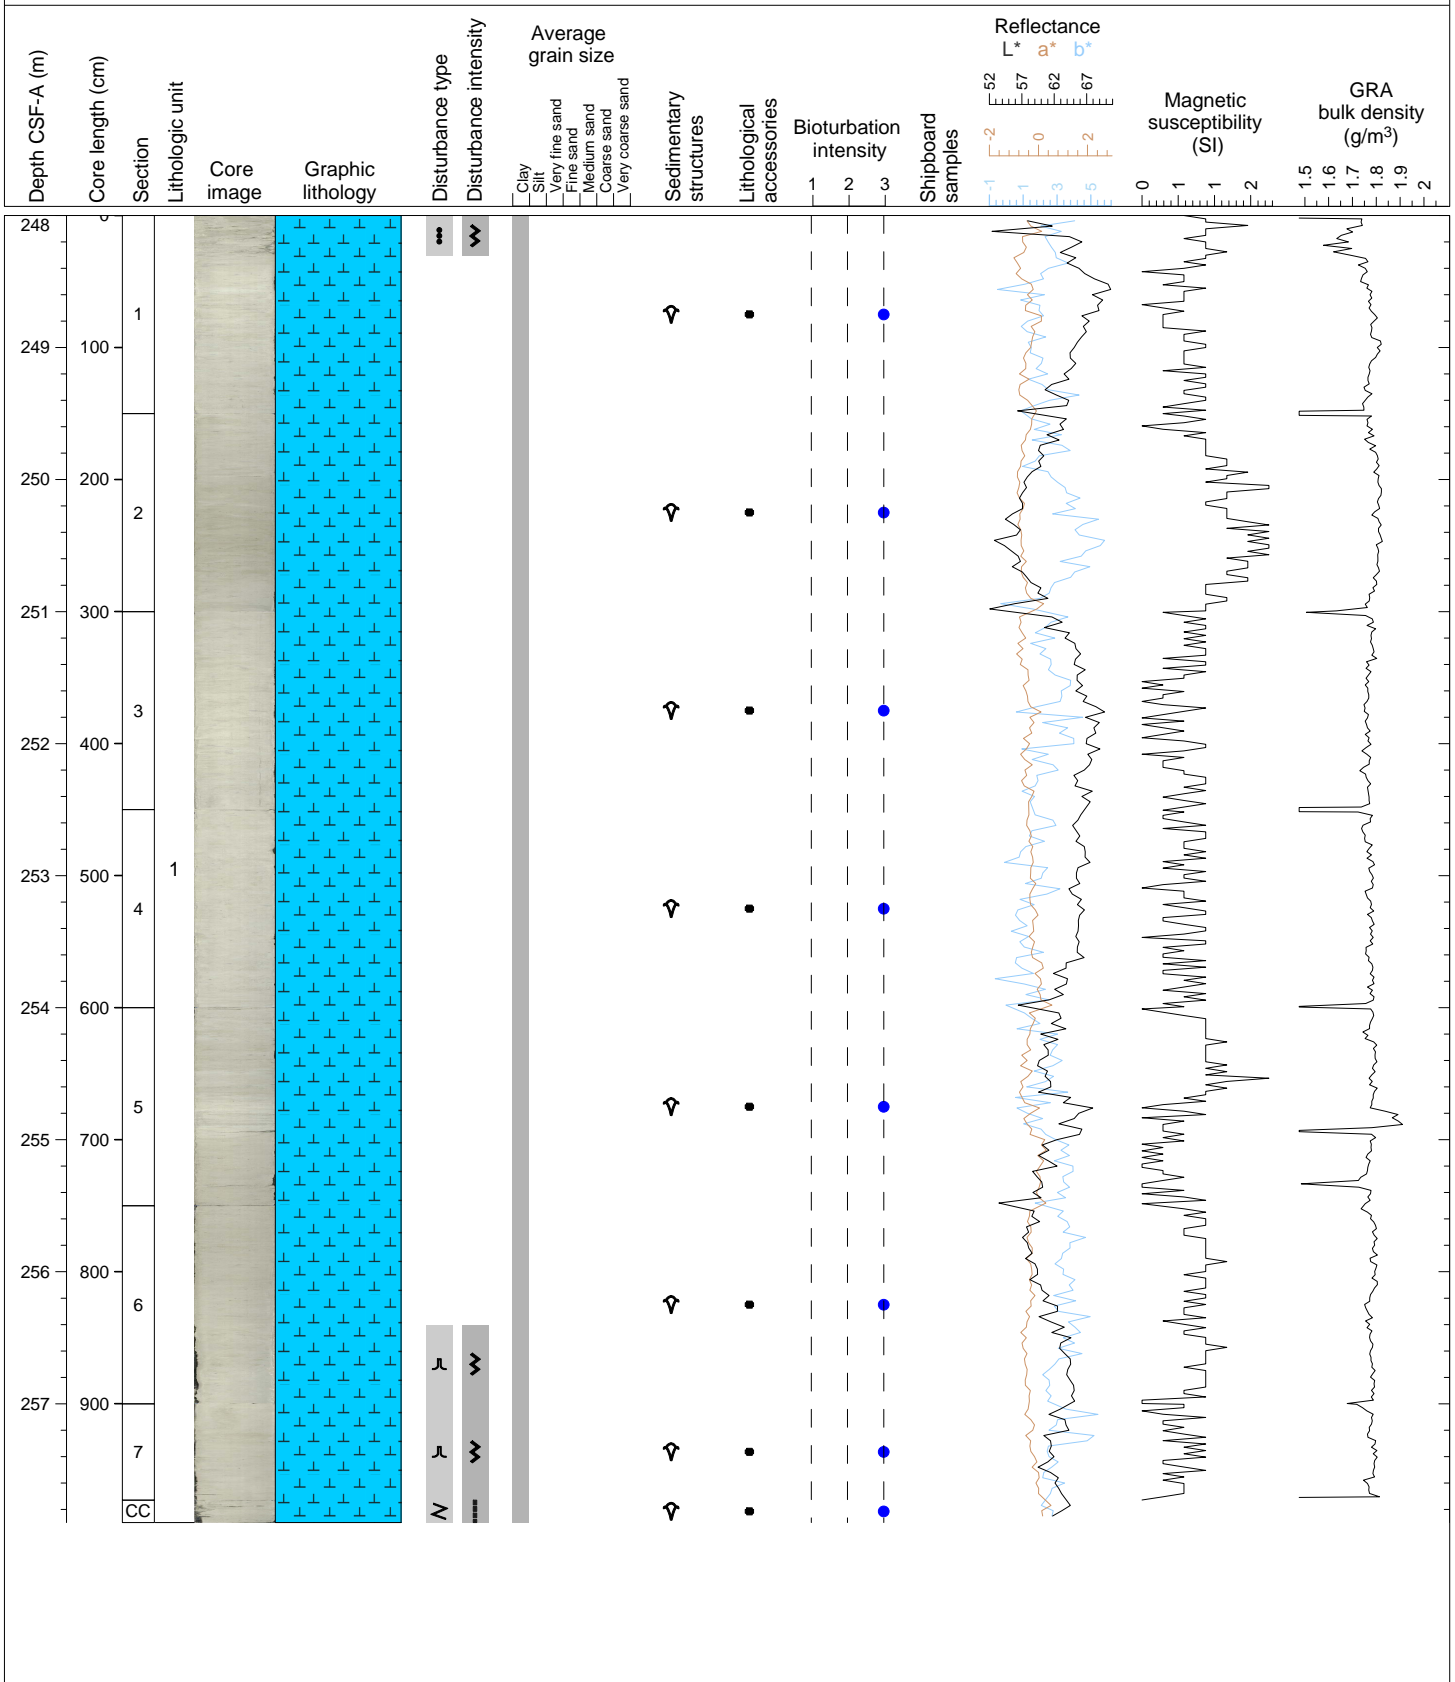 Depth CSF-A (m)
Core length (cm)
Section
Lithologic unit
Core
image
Graphic
lithology
Disturbance type
Disturbance intensity
Average
grain size
Clay
Silt
Very fine sand
Fine sand
Medium sand
Coarse sand
Very coarse sand
Sedimentary
structures
Lithological
accessories
Bioturbation
intensity
1 2 3
Shipboard
samples
Reflectance
L* a* b*
52 57 62 67
-2 0 2
-1 1 3 5
Magnetic
susceptibility
(SI)
0 1 1 2
GRA
bulk density
(g/m3)
1.5 1.6 1.7 1.8 1.9 2
248 0
1
249 100
250 200
2
251 300
3
252 400
1
253 500
4
254 600
5
255 700
256 800
6
257 900
7
CC